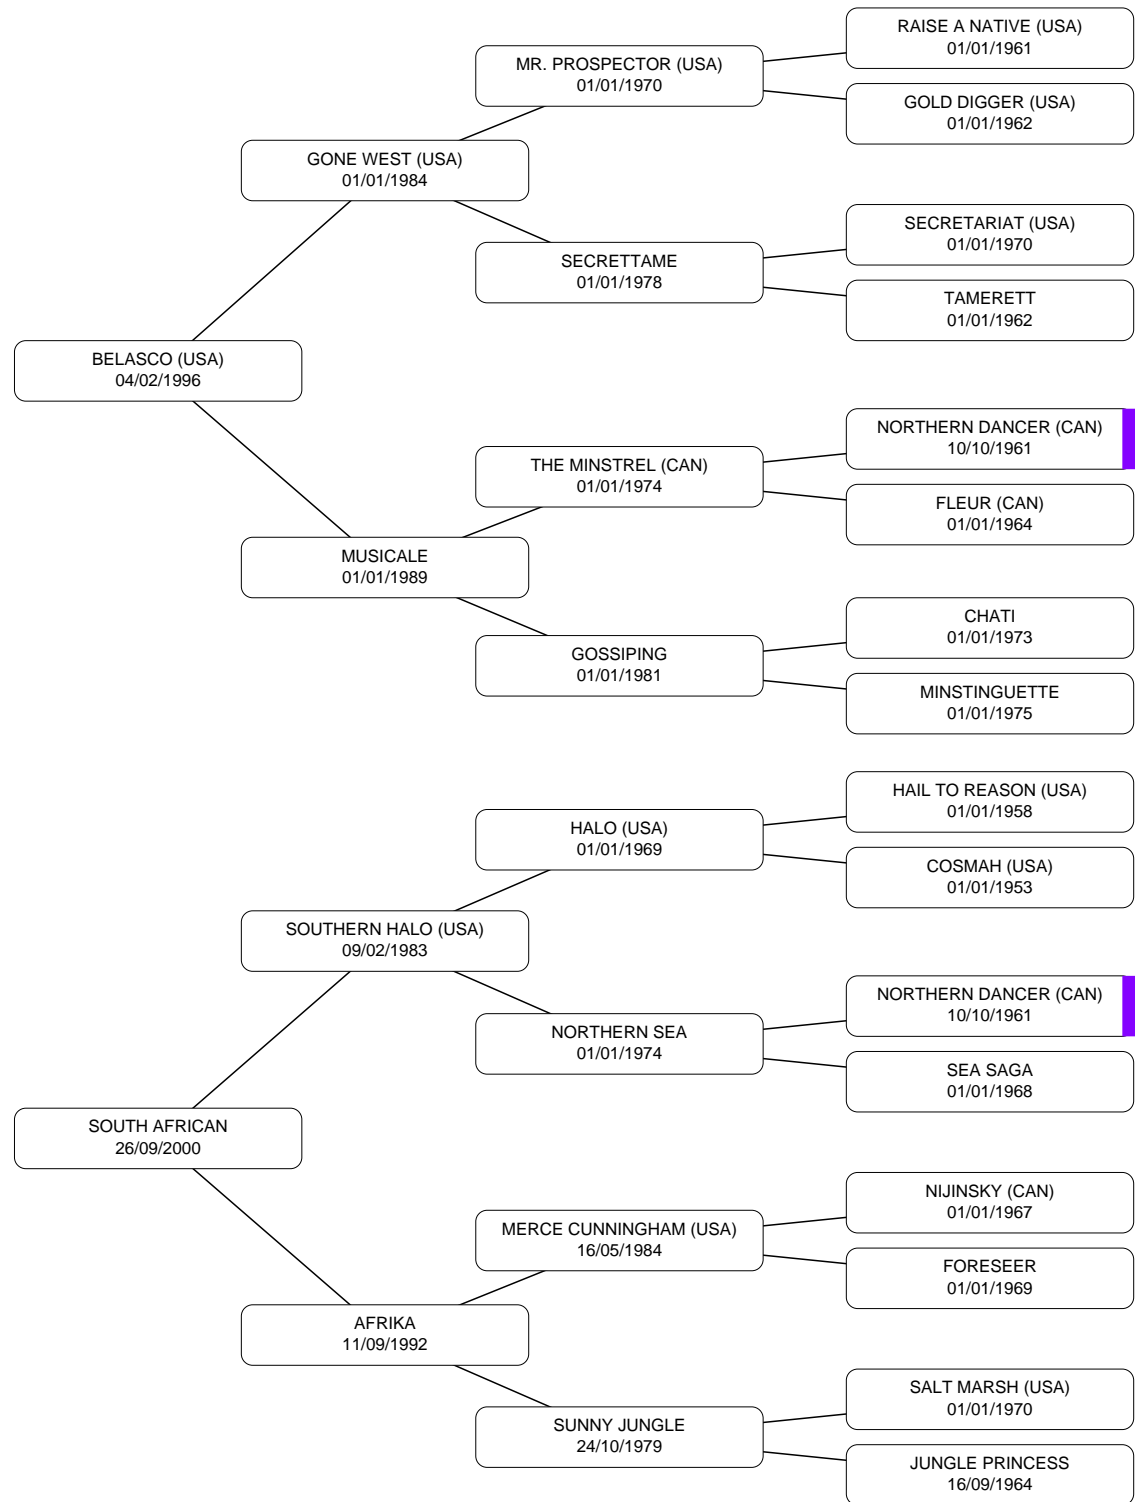 RAISE A NATIVE (USA)
01/01/1961
MR. PROSPECTOR (USA)
01/01/1970
GOLD DIGGER (USA)
01/01/1962
GONE WEST (USA)
01/01/1984
SECRETARIAT (USA)
01/01/1970
SECRETTAME
01/01/1978
TAMERETT
01/01/1962
BELASCO (USA)
04/02/1996
NORTHERN DANCER (CAN)
10/10/1961
THE MINSTREL (CAN)
01/01/1974
FLEUR (CAN)
01/01/1964
MUSICALE
01/01/1989
CHATI
01/01/1973
GOSSIPING
01/01/1981
MINSTINGUETTE
01/01/1975
HAIL TO REASON (USA)
01/01/1958
HALO (USA)
01/01/1969
COSMAH (USA)
01/01/1953
SOUTHERN HALO (USA)
09/02/1983
NORTHERN DANCER (CAN)
10/10/1961
NORTHERN SEA
01/01/1974
SEA SAGA
01/01/1968
SOUTH AFRICAN
26/09/2000
NIJINSKY (CAN)
01/01/1967
MERCE CUNNINGHAM (USA)
16/05/1984
FORESEER
01/01/1969
AFRIKA
11/09/1992
SALT MARSH (USA)
01/01/1970
SUNNY JUNGLE
24/10/1979
JUNGLE PRINCESS
16/09/1964